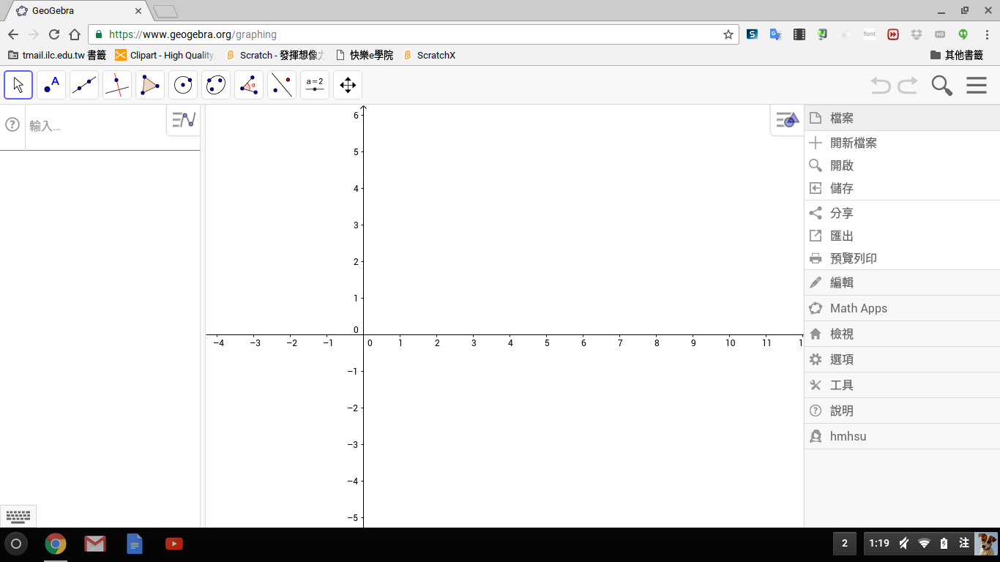 GeoGebra
https://www.geogebra.org/graphing
font
HD
tmail.ilc.edu.tw 書籤 Clipart - High Quality Scratch - 發揮想像力 快樂e學院 ScratchX 其他書籤
A
α
a=2
輸入...
檔案
開新檔案
開啟
儲存
分享
匯出
預覽列印
編輯
Math Apps
檢視
選項
工具
說明
hmhsu
6
5
4
3
2
1
0
−4 −3 −2 −1 0 1 2 3 4 5 6 7 8 9 10 11
−1
−2
−3
−4
−5
2 1:19 注